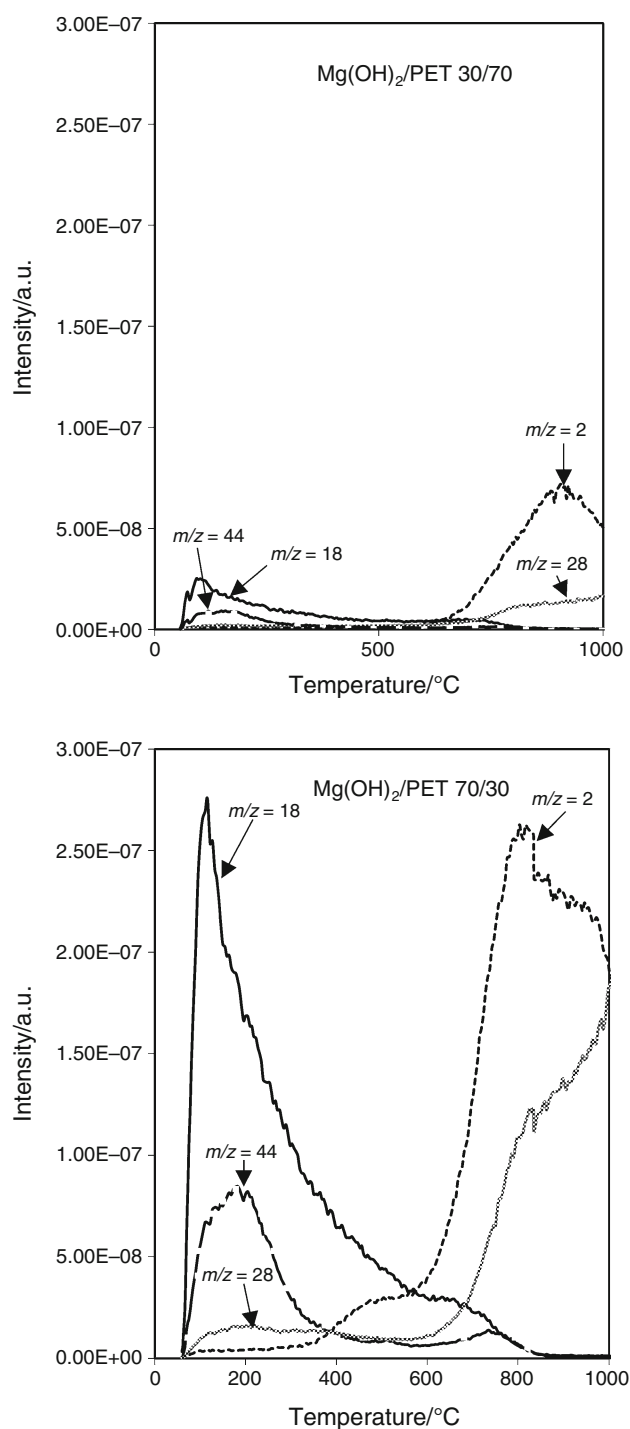 3.00E–07
Mg(OH)2/PET 30/70
2.50E–07
2.00E–07
Intensity/a.u.
1.50E–07
1.00E–07
m/z = 2
5.00E–08
m/z = 44
m/z = 18
m/z = 28
0.00E+00
0 500 1000
Temperature/°C
3.00E–07
Mg(OH)2/PET 70/30
m/z = 18
m/z = 2
2.50E–07
2.00E–07
Intensity/a.u.
1.50E–07
1.00E–07
m/z = 44
5.00E–08
m/z = 28
0.00E+00
0 200 400 600 800 1000
Temperature/°C